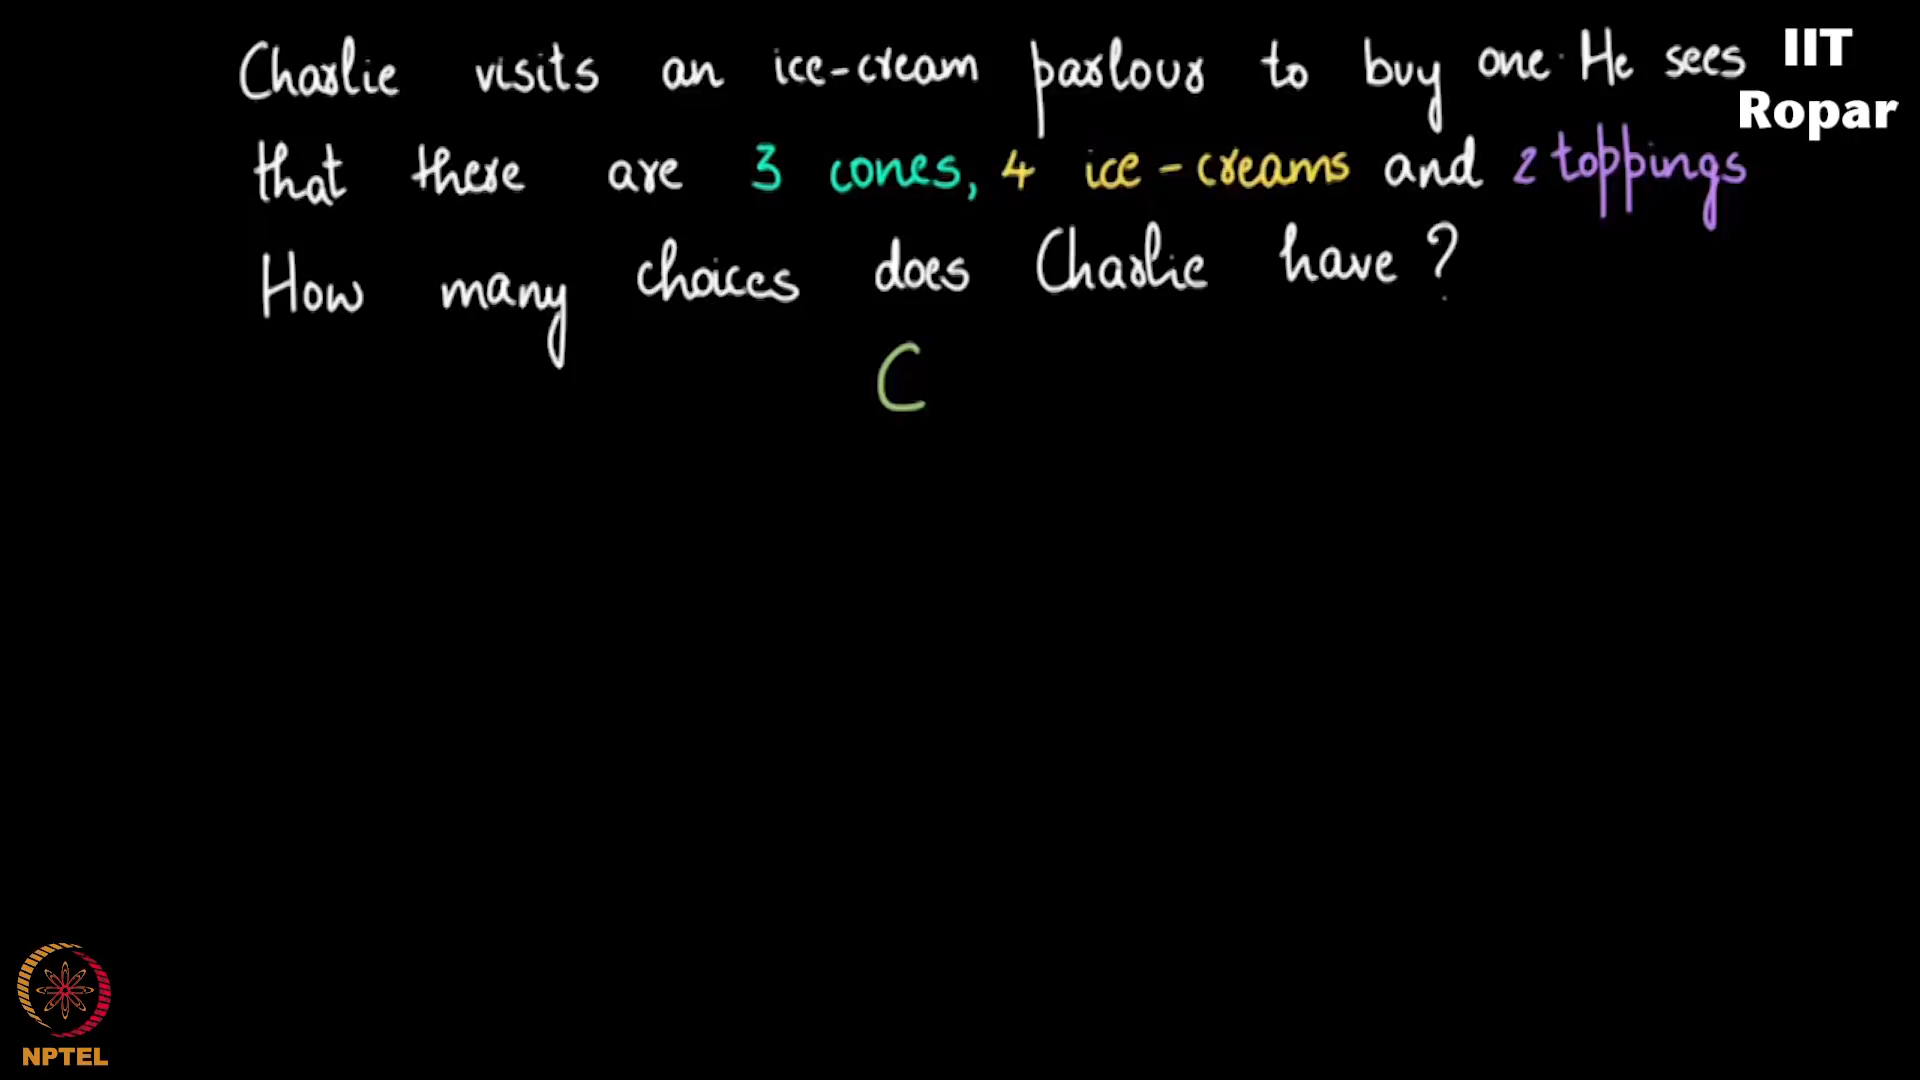 Charlie visits an ice-cream parlour to buy one. He sees
that there are 3 cones, 4 ice-creams and 2 toppings
How many choices does Charlie have?
C
IIT
Ropar
NPTEL